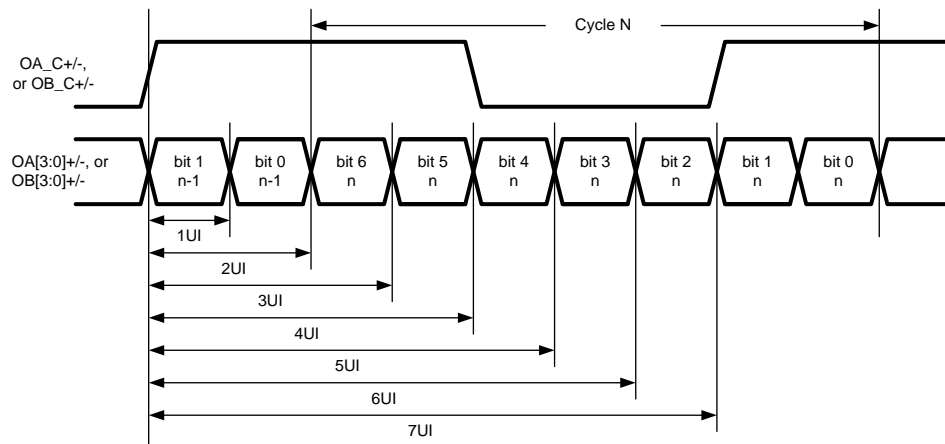 Cycle N
OA_C+/-,
or OB_C+/-
OA[3:0]+/-, or
OB[3:0]+/-
bit 1
n-1
bit 0
n-1
bit 6
n
bit 5
n
bit 4
n
bit 3
n
bit 2
n
bit 1
n
bit 0
n
1UI
2UI
3UI
4UI
5UI
6UI
7UI